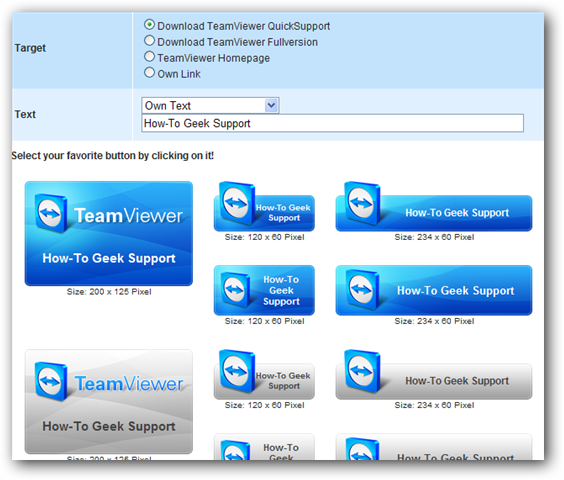 Target
Download TeamViewer QuickSupport
Download TeamViewer Fullversion
TeamViewer Homepage
Own Link
Text
Own Text
How-To Geek Support
Select your favorite button by clicking on it!
TeamViewer
How-To Geek Support
Size: 200 x 125 Pixel
How-To Geek
Support
Size: 120 x 60 Pixel
How-To Geek Support
Size: 234 x 60 Pixel
How-To
Geek
Support
Size: 120 x 60 Pixel
How-To Geek Support
Size: 234 x 60 Pixel
TeamViewer
How-To Geek Support
Size: 200 x 125 Pixel
How-To Geek
Support
Size: 120 x 60 Pixel
How-To Geek Support
Size: 234 x 60 Pixel
How-To
Geek
How-To Geek Support